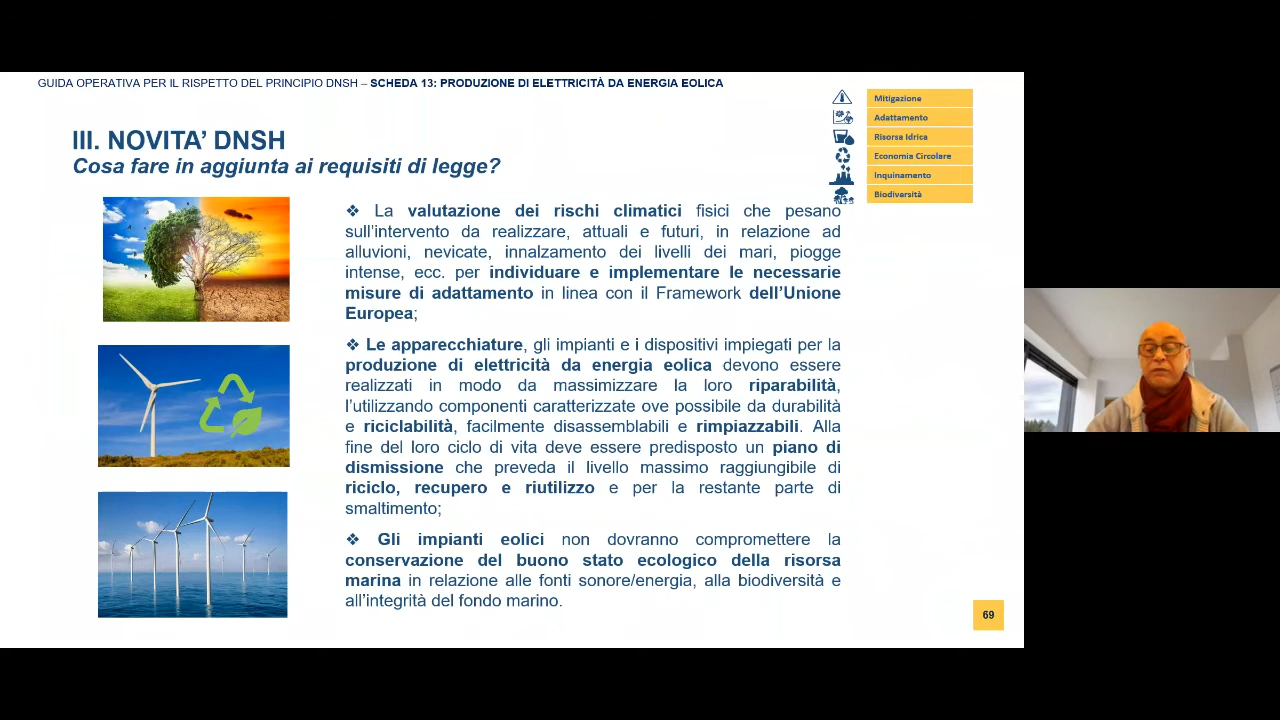 GUIDA OPERATIVA PER IL RISPETTO DEL PRINCIPIO DNSH – SCHEDA 13: PRODUZIONE DI ELETTRICITÀ DA ENERGIA EOLICA
Mitigazione
Adattamento
Risorsa Idrica
Economia Circolare
Inquinamento
Biodiversità
III. NOVITA’ DNSH
Cosa fare in aggiunta ai requisiti di legge?
❖ La valutazione dei rischi climatici fisici che pesano
sull’intervento da realizzare, attuali e futuri, in relazione ad
alluvioni, nevicate, innalzamento dei livelli dei mari, piogge
intense, ecc. per individuare e implementare le necessarie
misure di adattamento in linea con il Framework dell’Unione
Europea;
❖ Le apparecchiature, gli impianti e i dispositivi impiegati per la
produzione di elettricità da energia eolica devono essere
realizzati in modo da massimizzare la loro riparabilità,
l’utilizzando componenti caratterizzate ove possibile da durabilità
e riciclabilità, facilmente disassemblabili e rimpiazzabili. Alla
fine del loro ciclo di vita deve essere predisposto un piano di
dismissione che preveda il livello massimo raggiungibile di
riciclo, recupero e riutilizzo e per la restante parte di
smaltimento;
❖ Gli impianti eolici non dovranno compromettere la
conservazione del buono stato ecologico della risorsa
marina in relazione alle fonti sonore/energia, alla biodiversità e
all’integrità del fondo marino.
69